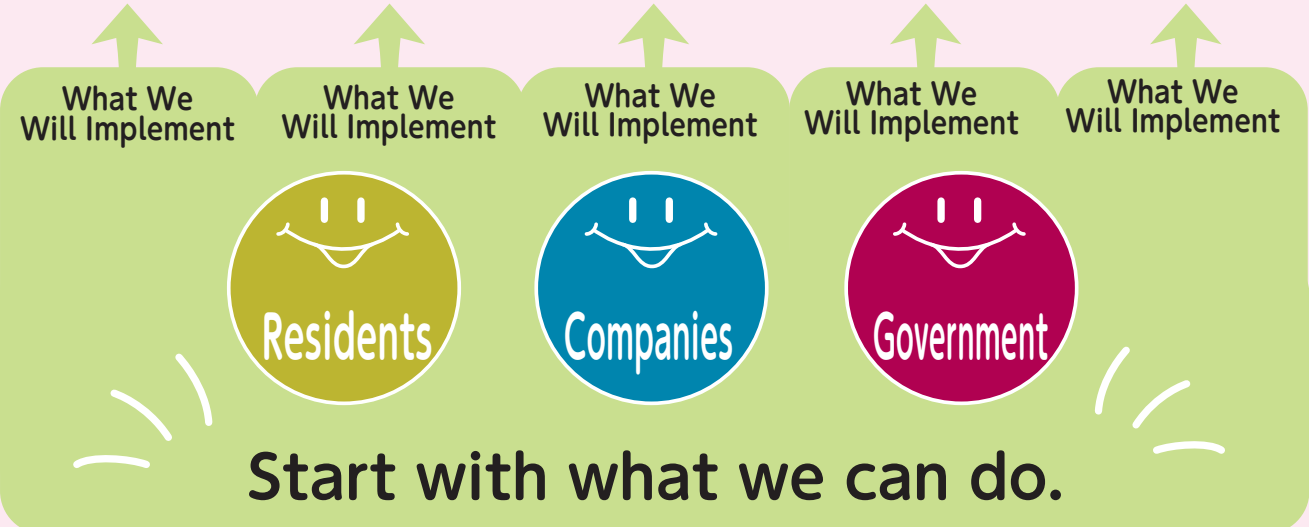 What We
Will Implement
What We
Will Implement
What We
Will Implement
What We
Will Implement
What We
Will Implement
Residents
Companies
Government
Start with what we can do.